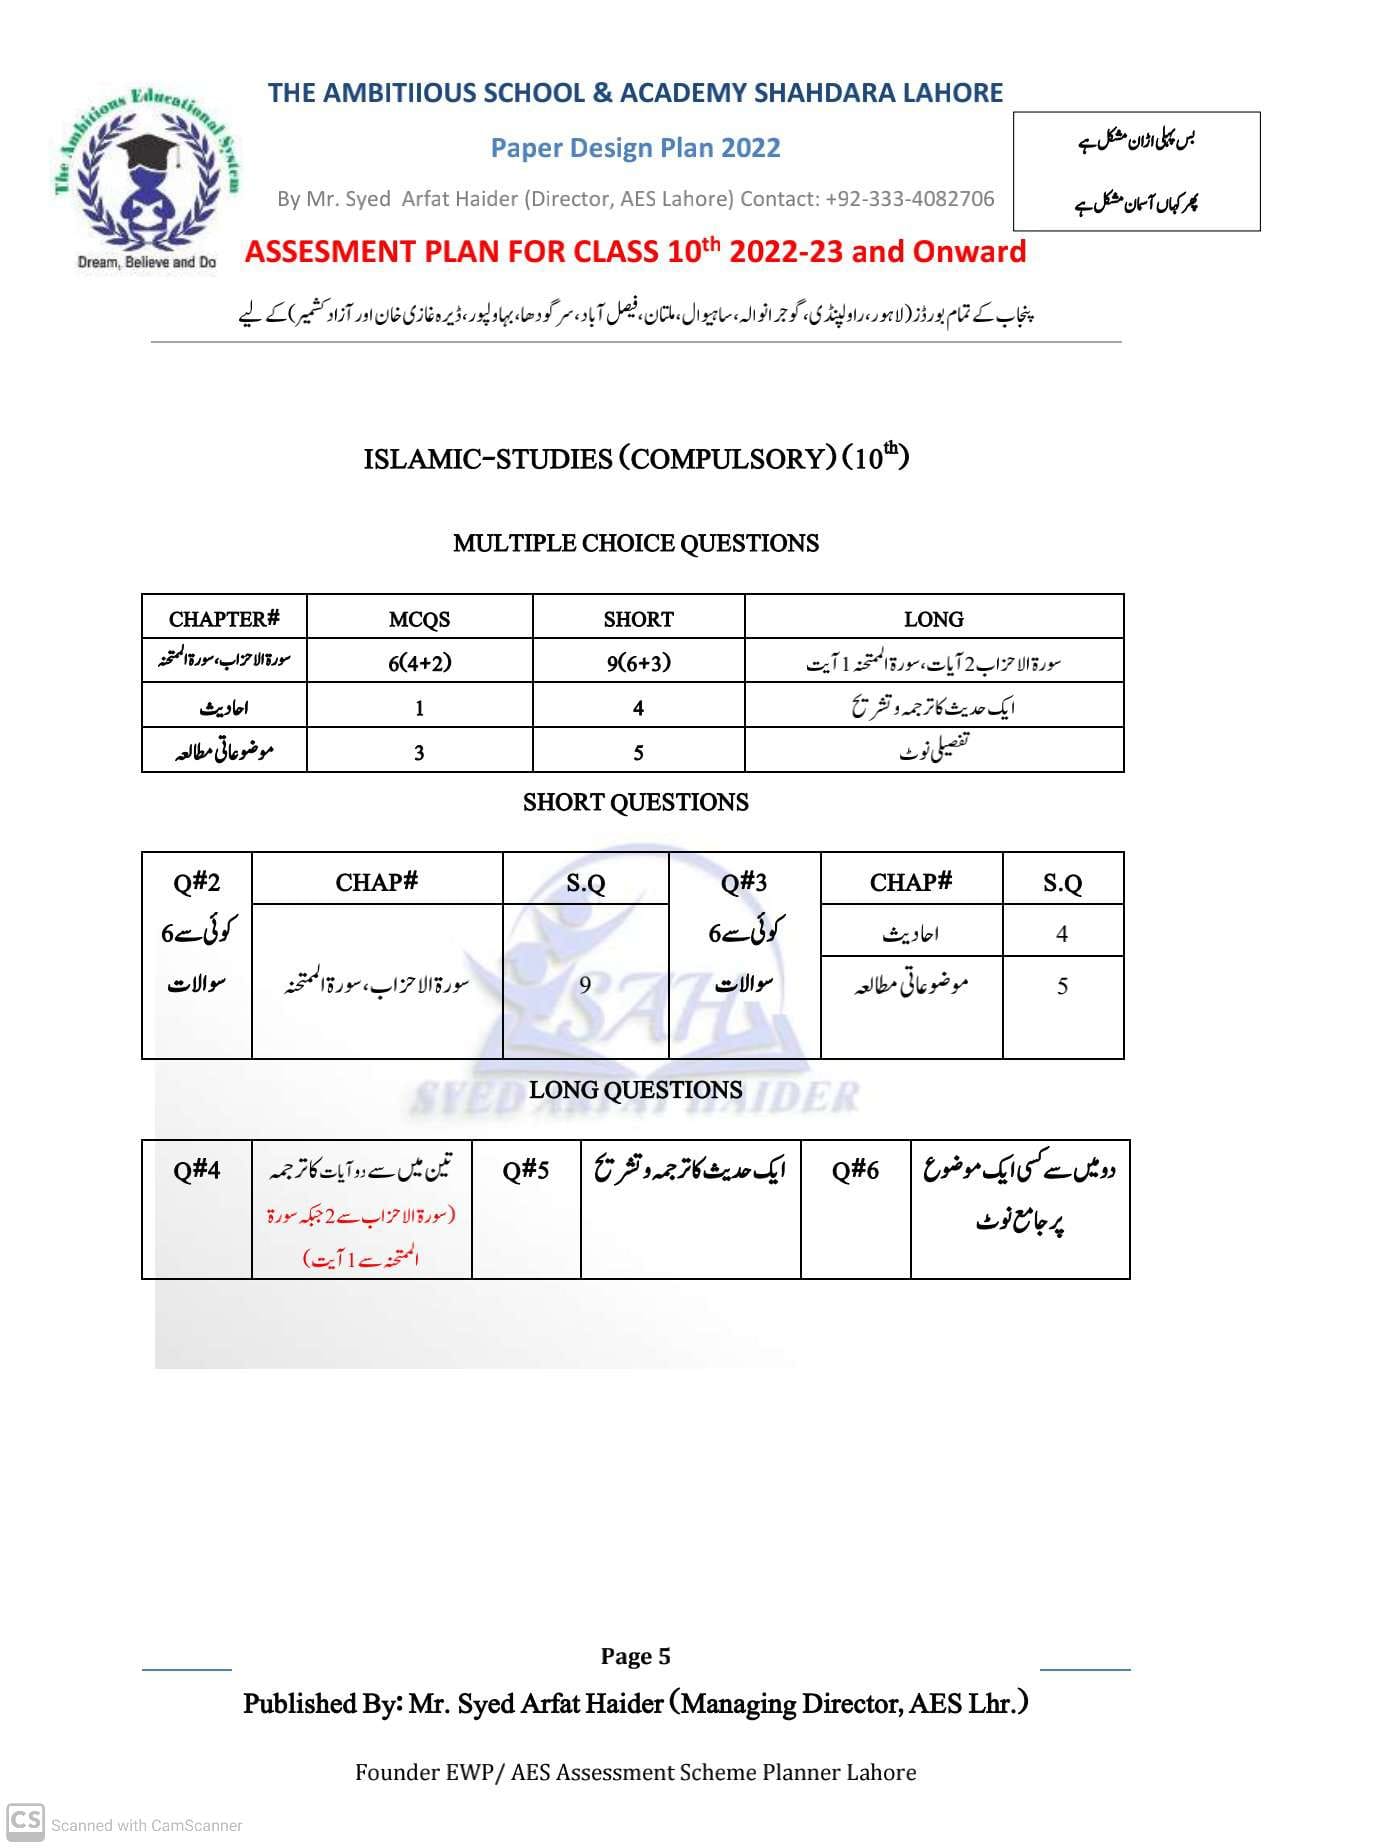 The Ambitious Educational System
Dream, Believe and Do
THE AMBITIIOUS SCHOOL & ACADEMY SHAHDARA LAHORE
Paper Design Plan 2022
By Mr. Syed Arfat Haider (Director, AES Lahore) Contact: +92-333-4082706
بس پہلی اڑان مشکل ہے
پھر کہاں آسمان مشکل ہے
ASSESMENT PLAN FOR CLASS 10th 2022-23 and Onward
پنجاب کے تمام بورڈز (لاہور، راولپنڈی، گوجرانوالہ، ساہیوال، ملتان، فیصل آباد، سرگودھا، بہاولپور، ڈیرہ غازی خان اور آزاد کشمیر) کے لیے
ISLAMIC-STUDIES (COMPULSORY) (10th)
MULTIPLE CHOICE QUESTIONS
CHAPTER# MCQS SHORT LONG
سورۃ الاحزاب، سورۃ الممتحنہ 6(4+2) 9(6+3) سورۃ الاحزاب 2 آیات، سورۃ الممتحنہ 1 آیت
احادیث 1 4 ایک حدیث کا ترجمہ و تشریح
موضوعاتی مطالعہ 3 5 تفصیلی نوٹ
SHORT QUESTIONS
Q#2 CHAP# S.Q Q#3 CHAP# S.Q
کوئی سے 6 کوئی سے 6 احادیث 4
سوالات سورۃ الاحزاب، سورۃ الممتحنہ 9 سوالات موضوعاتی مطالعہ 5
SAH
SYED ARFAT HAIDER
LONG QUESTIONS
Q#4 تین میں سے دو آیات کا ترجمہ Q#5 ایک حدیث کا ترجمہ و تشریح Q#6 دو میں سے کسی ایک موضوع
(سورۃ الاحزاب سے 2 جبکہ سورۃ پر جامع نوٹ
الممتحنہ سے 1 آیت)
Page 5
Published By: Mr. Syed Arfat Haider (Managing Director, AES Lhr.)
Founder EWP/ AES Assessment Scheme Planner Lahore
CS Scanned with CamScanner